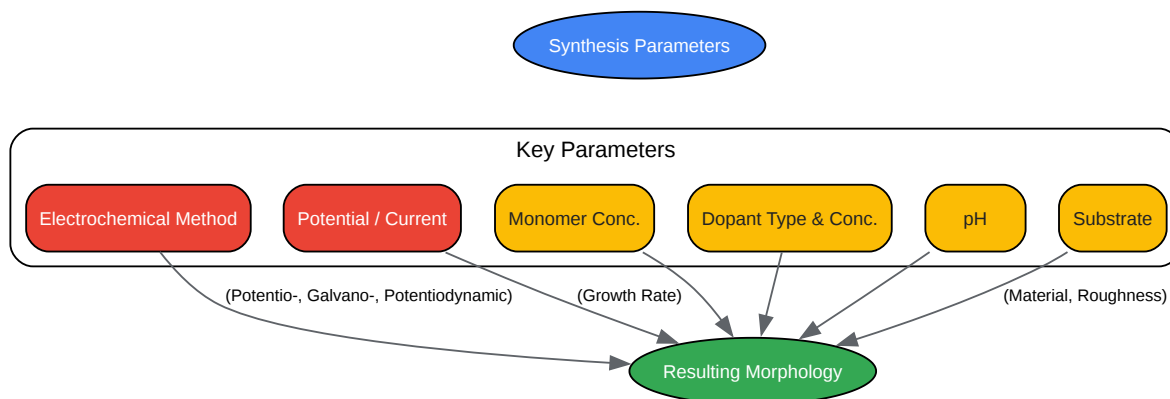 Synthesis Parameters
Key Parameters
Electrochemical Method
Potential / Current
Monomer Conc.
Dopant Type & Conc.
pH
Substrate
(Potentio-, Galvano-, Potentiodynamic)
(Growth Rate)
(Material, Roughness)
Resulting Morphology